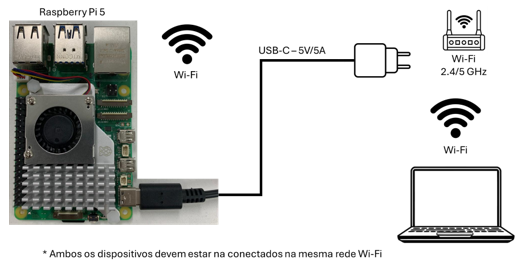 Raspberry Pi 5
Wi-Fi
USB-C – 5V/5A
Wi-Fi
2.4/5 GHz
Wi-Fi
* Ambos os dispositivos devem estar na conectados na mesma rede Wi-Fi